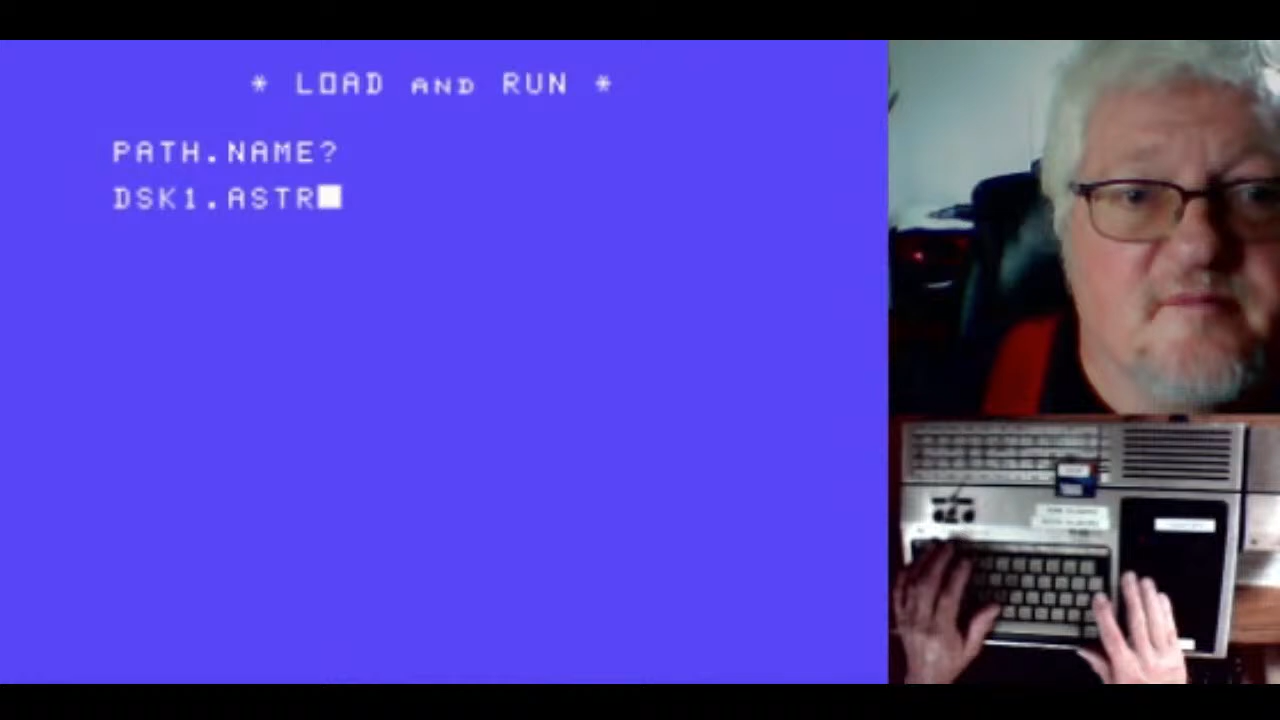 * LOAD AND RUN *
PATH.NAME?
DSK1.ASTR